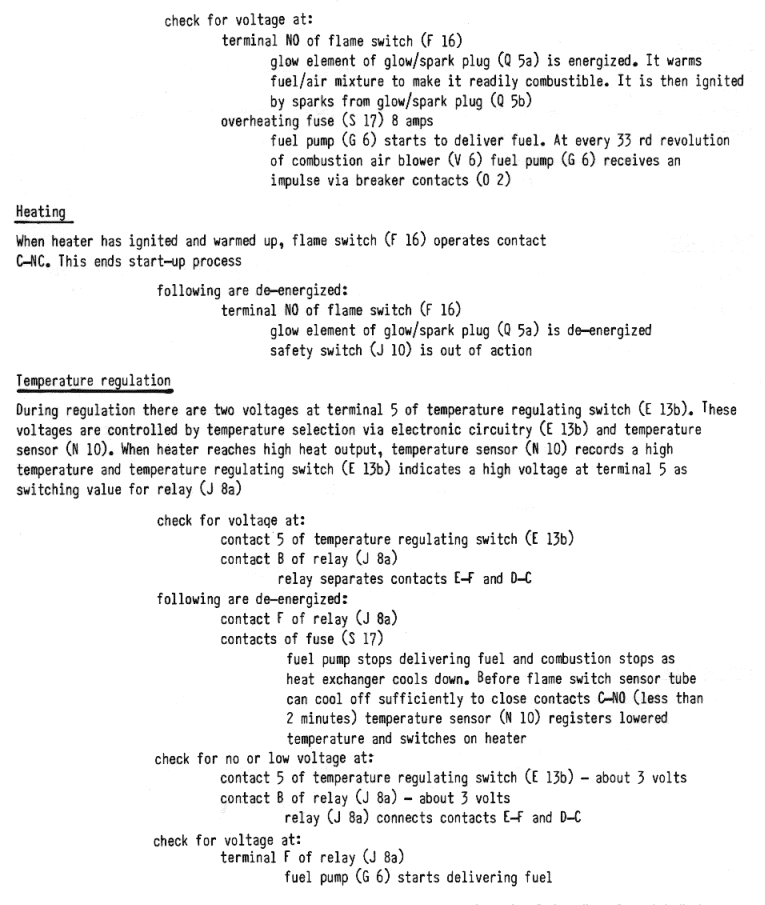 check for voltage at:
terminal NO of flame switch (F 16)
glow element of glow/spark plug (Q 5a) is energized. It warms
fuel/air mixture to make it readily combustible. It is then ignited
by sparks from glow/spark plug (Q 5b)
overheating fuse (S 17) 8 amps
fuel pump (G 6) starts to deliver fuel. At every 33 rd revolution
of combustion air blower (V 6) fuel pump (G 6) receives an
impulse via breaker contacts (O 2)
Heating
When heater has ignited and warmed up, flame switch (F 16) operates contact
C-NC. This ends start-up process
following are de-energized:
terminal NO of flame switch (F 16)
glow element of glow/spark plug (Q 5a) is de-energized
safety switch (J 10) is out of action
Temperature regulation
During regulation there are two voltages at terminal 5 of temperature regulating switch (E 13b). These
voltages are controlled by temperature selection via electronic circuitry (E 13b) and temperature
sensor (N 10). When heater reaches high heat output, temperature sensor (N 10) records a high
temperature and temperature regulating switch (E 13b) indicates a high voltage at terminal 5 as
switching value for relay (J 8a)
check for voltage at:
contact 5 of temperature regulating switch (E 13b)
contact B of relay (J 8a)
relay separates contacts E-F and D-C
following are de-energized:
contact F of relay (J 8a)
contacts of fuse (S 17)
fuel pump stops delivering fuel and combustion stops as
heat exchanger cools down. Before flame switch sensor tube
can cool off sufficiently to close contacts C-NO (less than
2 minutes) temperature sensor (N 10) registers lowered
temperature and switches on heater
check for no or low voltage at:
contact 5 of temperature regulating switch (E 13b) - about 3 volts
contact B of relay (J 8a) - about 3 volts
relay (J 8a) connects contacts E-F and D-C
check for voltage at:
terminal F of relay (J 8a)
fuel pump (G 6) starts delivering fuel